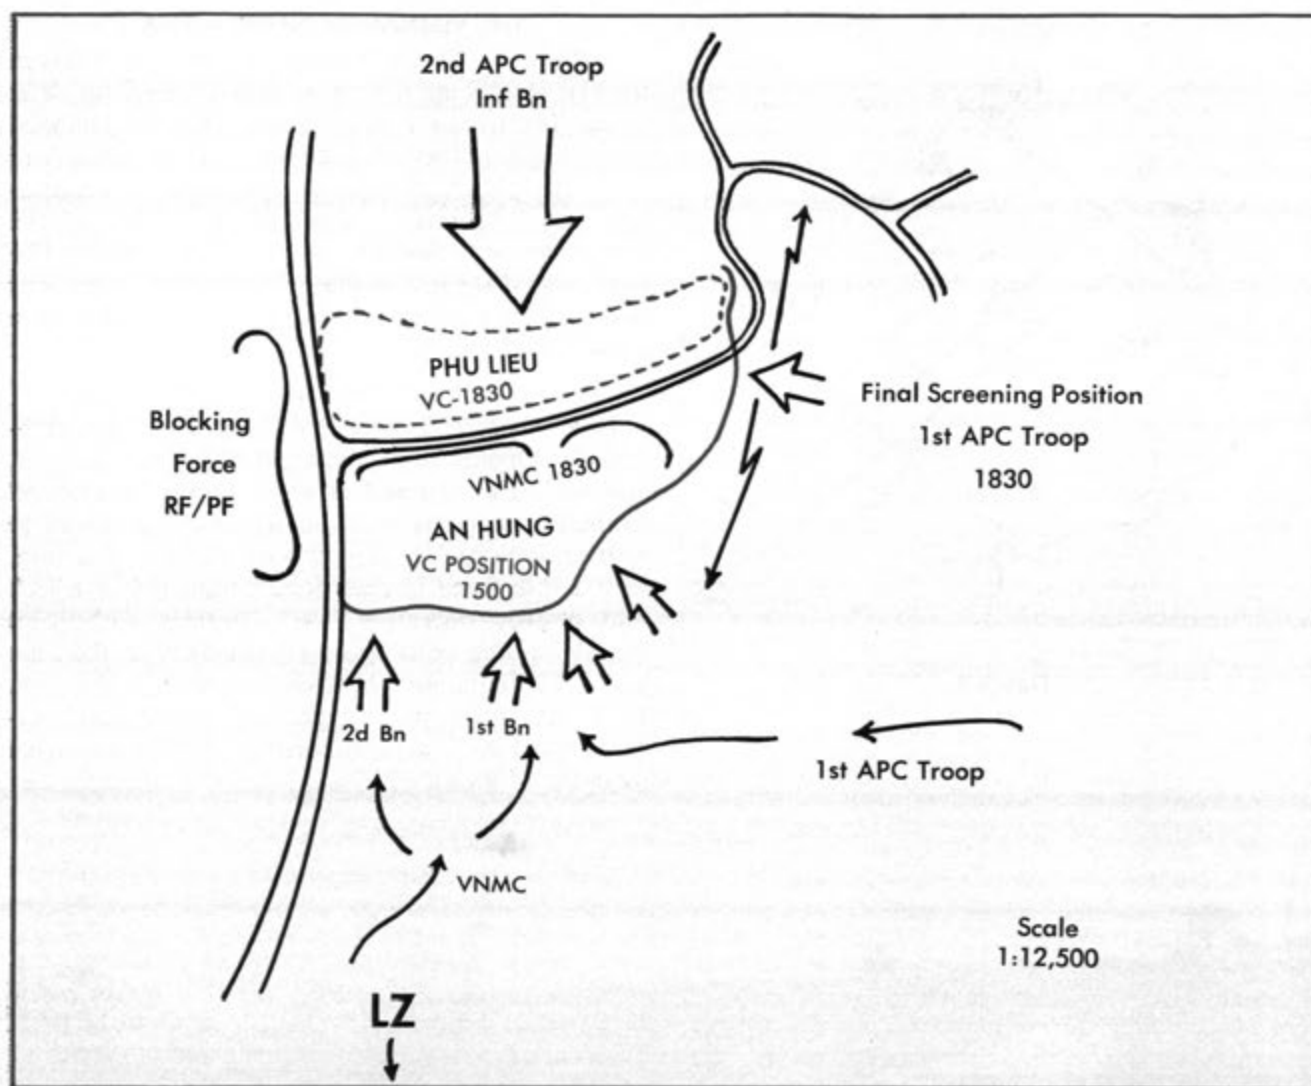 2nd APC Troop
Inf Bn
PHU LIEU
VC-1830
Blocking
Force
RF/PF
Final Screening Position
1st APC Troop
1830
VNMC 1830
AN HUNG
VC POSITION
1500
2d Bn
1st Bn
1st APC Troop
VNMC
Scale
1:12,500
LZ